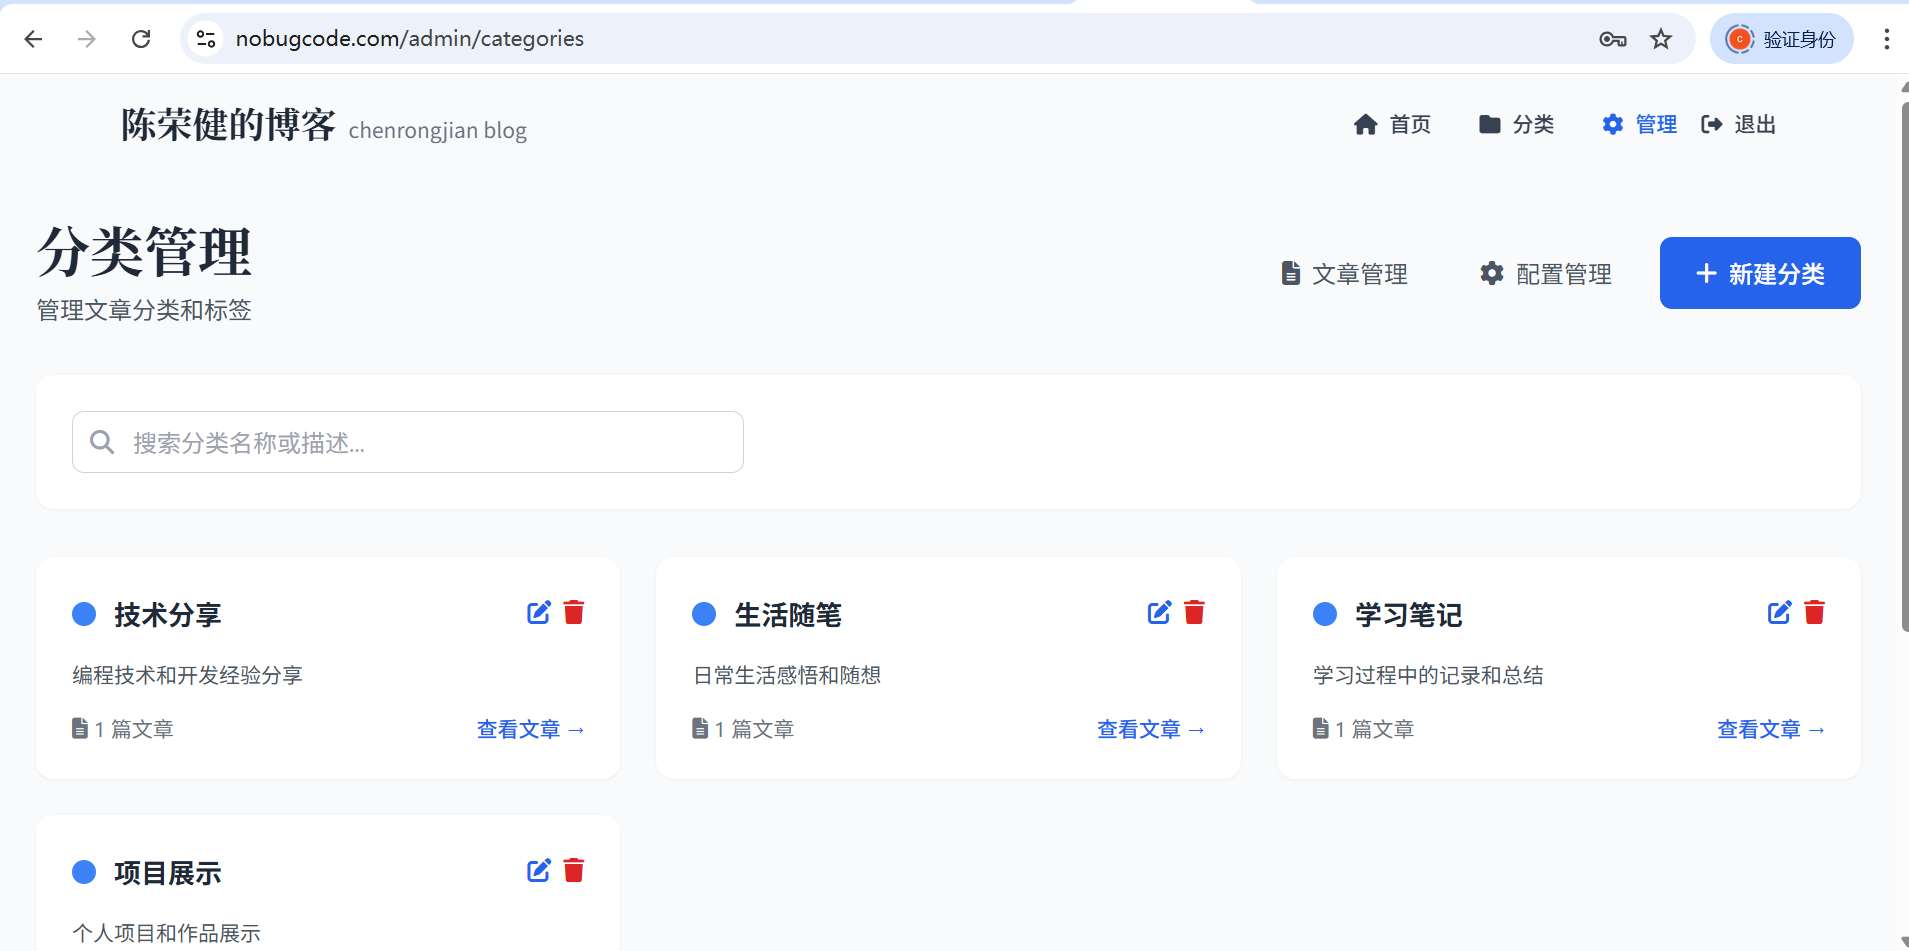 nobugcode.com/admin/categories
验证身份
陈荣健的博客 chenrongjian blog
首页 分类 管理 退出
分类管理
管理文章分类和标签
文章管理 配置管理 + 新建分类
搜索分类名称或描述...
技术分享
编程技术和开发经验分享
1 篇文章 查看文章 →
生活随笔
日常生活感悟和随想
1 篇文章 查看文章 →
学习笔记
学习过程中的记录和总结
1 篇文章 查看文章 →
项目展示
个人项目和作品展示